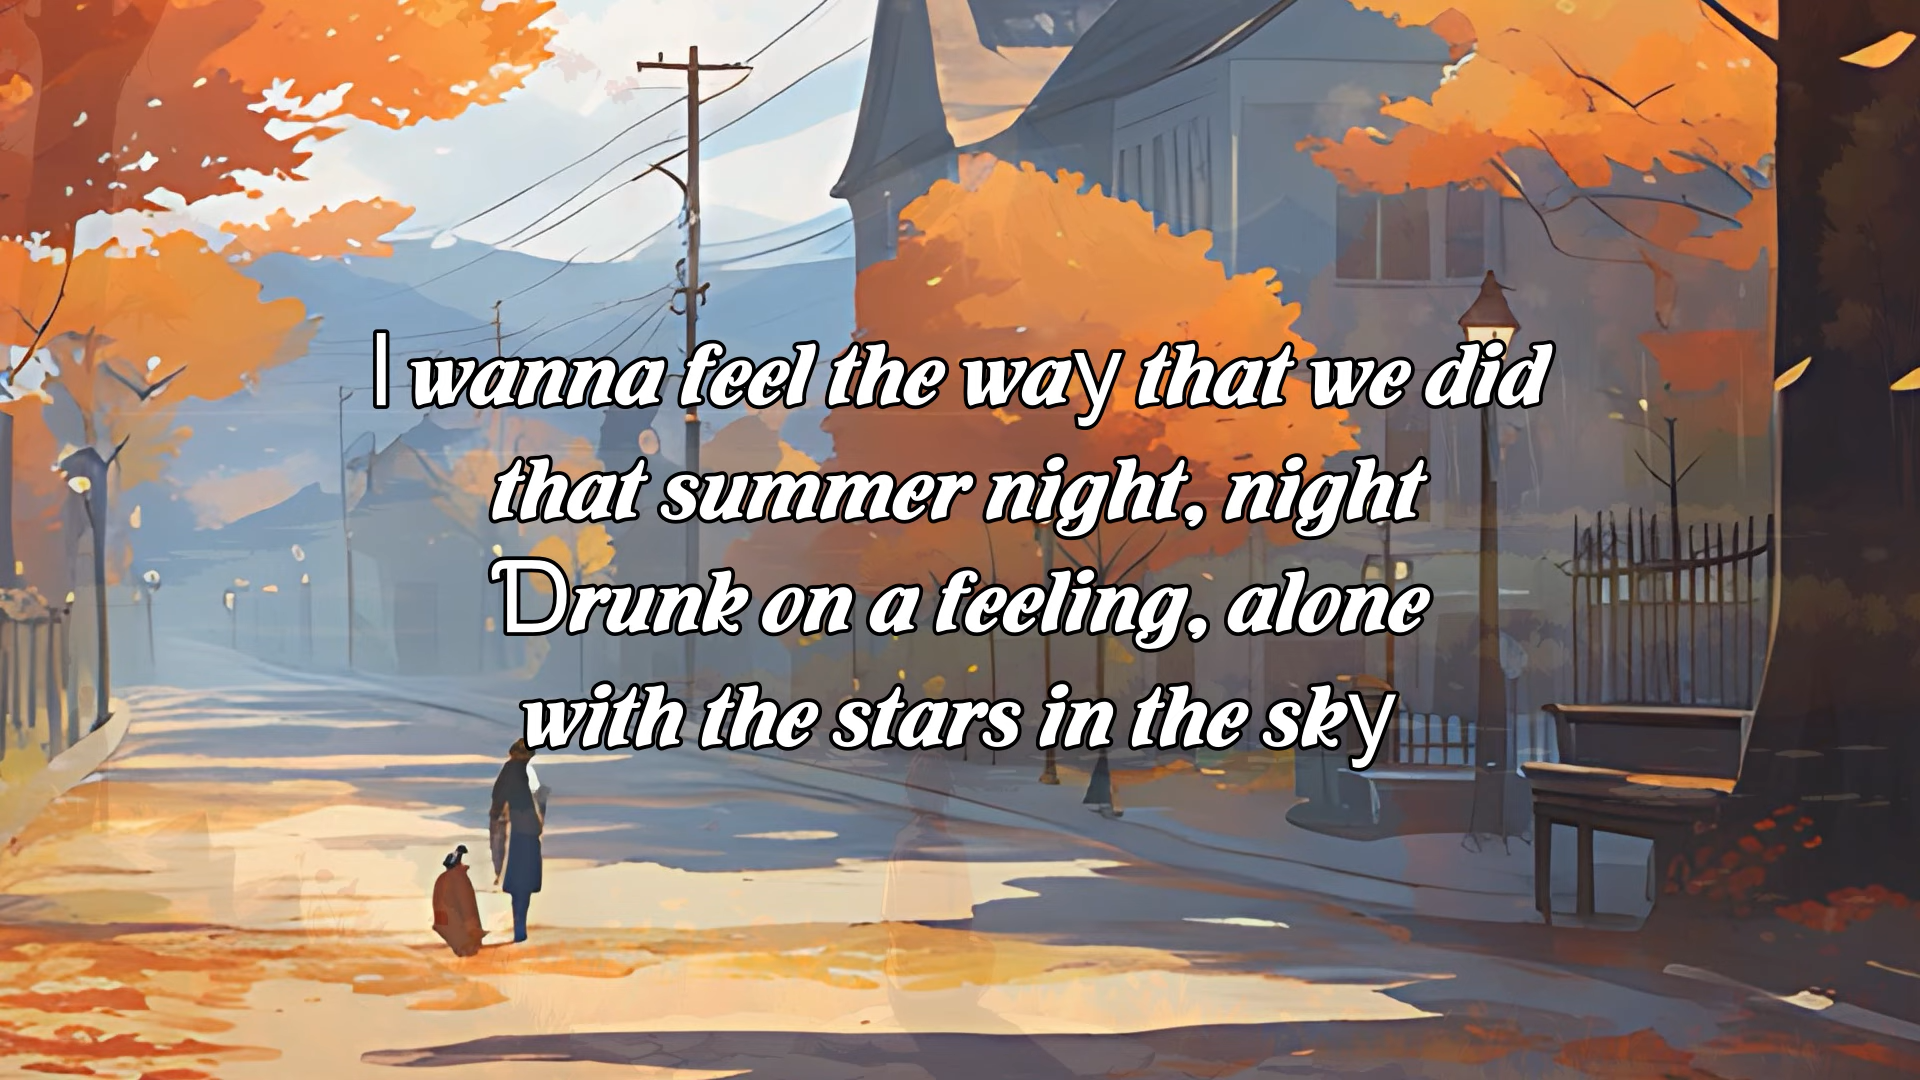 I wanna feel the way that we did
that summer night, night
Drunk on a feeling, alone
with the stars in the sky